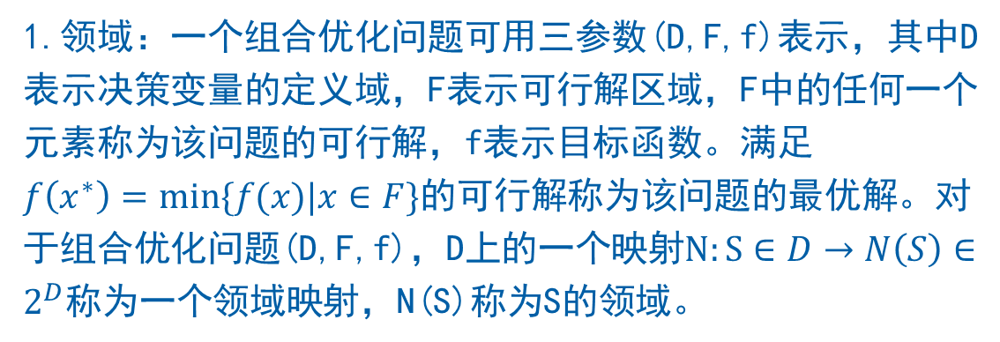 1.领域：一个组合优化问题可用三参数(D,F,f)表示，其中D
表示决策变量的定义域，F表示可行解区域，F中的任何一个
元素称为该问题的可行解，f表示目标函数。满足
f(x*) = min{f(x)|x ∈ F}的可行解称为该问题的最优解。对
于组合优化问题(D,F,f)，D上的一个映射N: S ∈ D → N(S) ∈
2^D称为一个领域映射，N(S)称为S的领域。